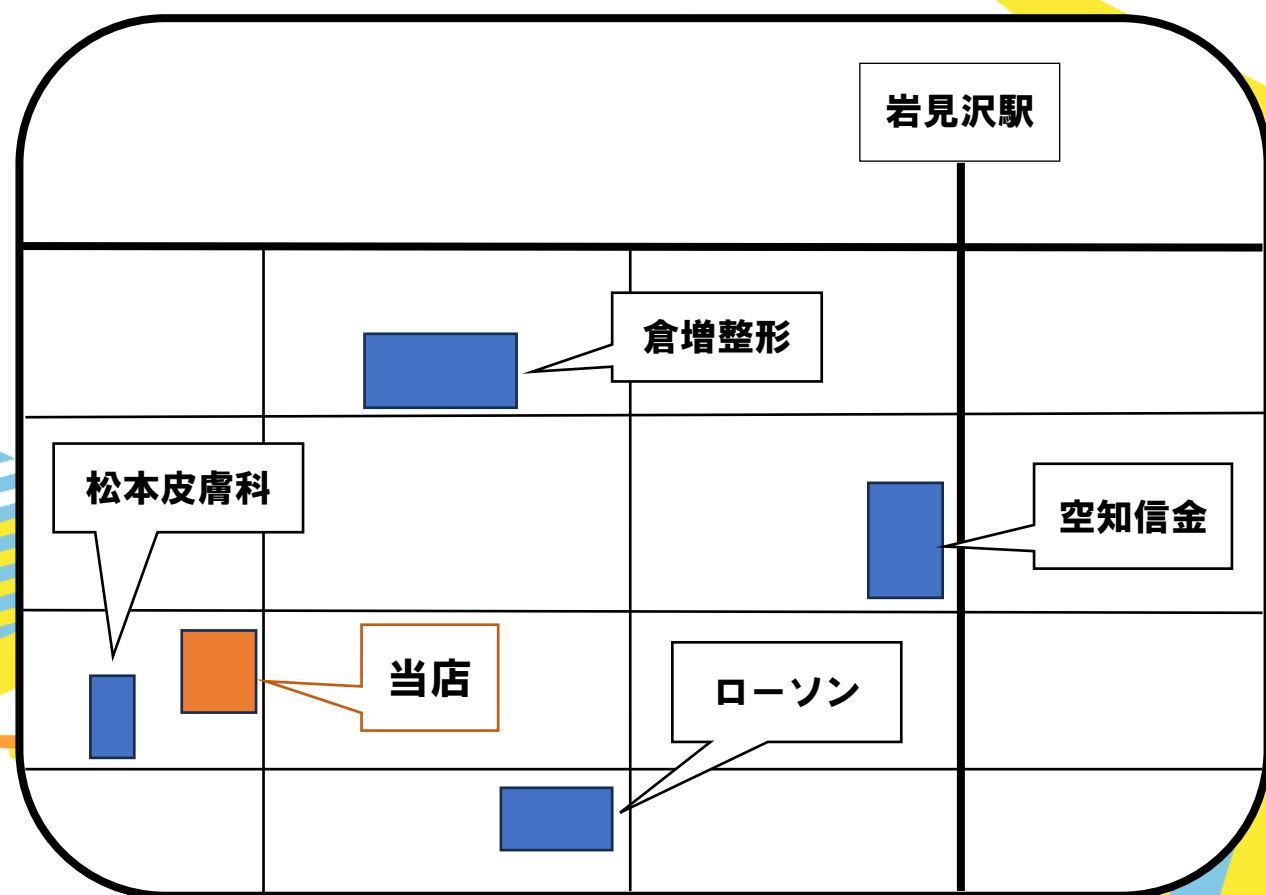 岩見沢駅
倉増整形
松本皮膚科
空知信金
当店
ローソン